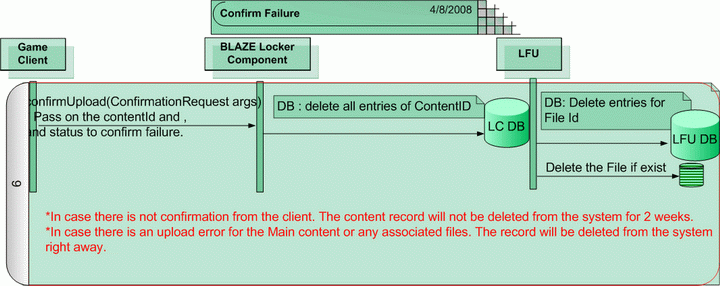 Confirm Failure
4/8/2008
Game
Client
BLAZE Locker
Component
LFU
confirmUpload(ConfirmationRequest args)
Pass on the contentId and ,
and status to confirm failure.
DB : delete all entries of ContentID
LC DB
DB: Delete entries for
File Id
LFU DB
Delete the File if exist
6
*In case there is not confirmation from the client. The content record will not be deleted from the system for 2 weeks.
*In case there is an upload error for the Main content or any associated files. The record will be deleted from the system
right away.